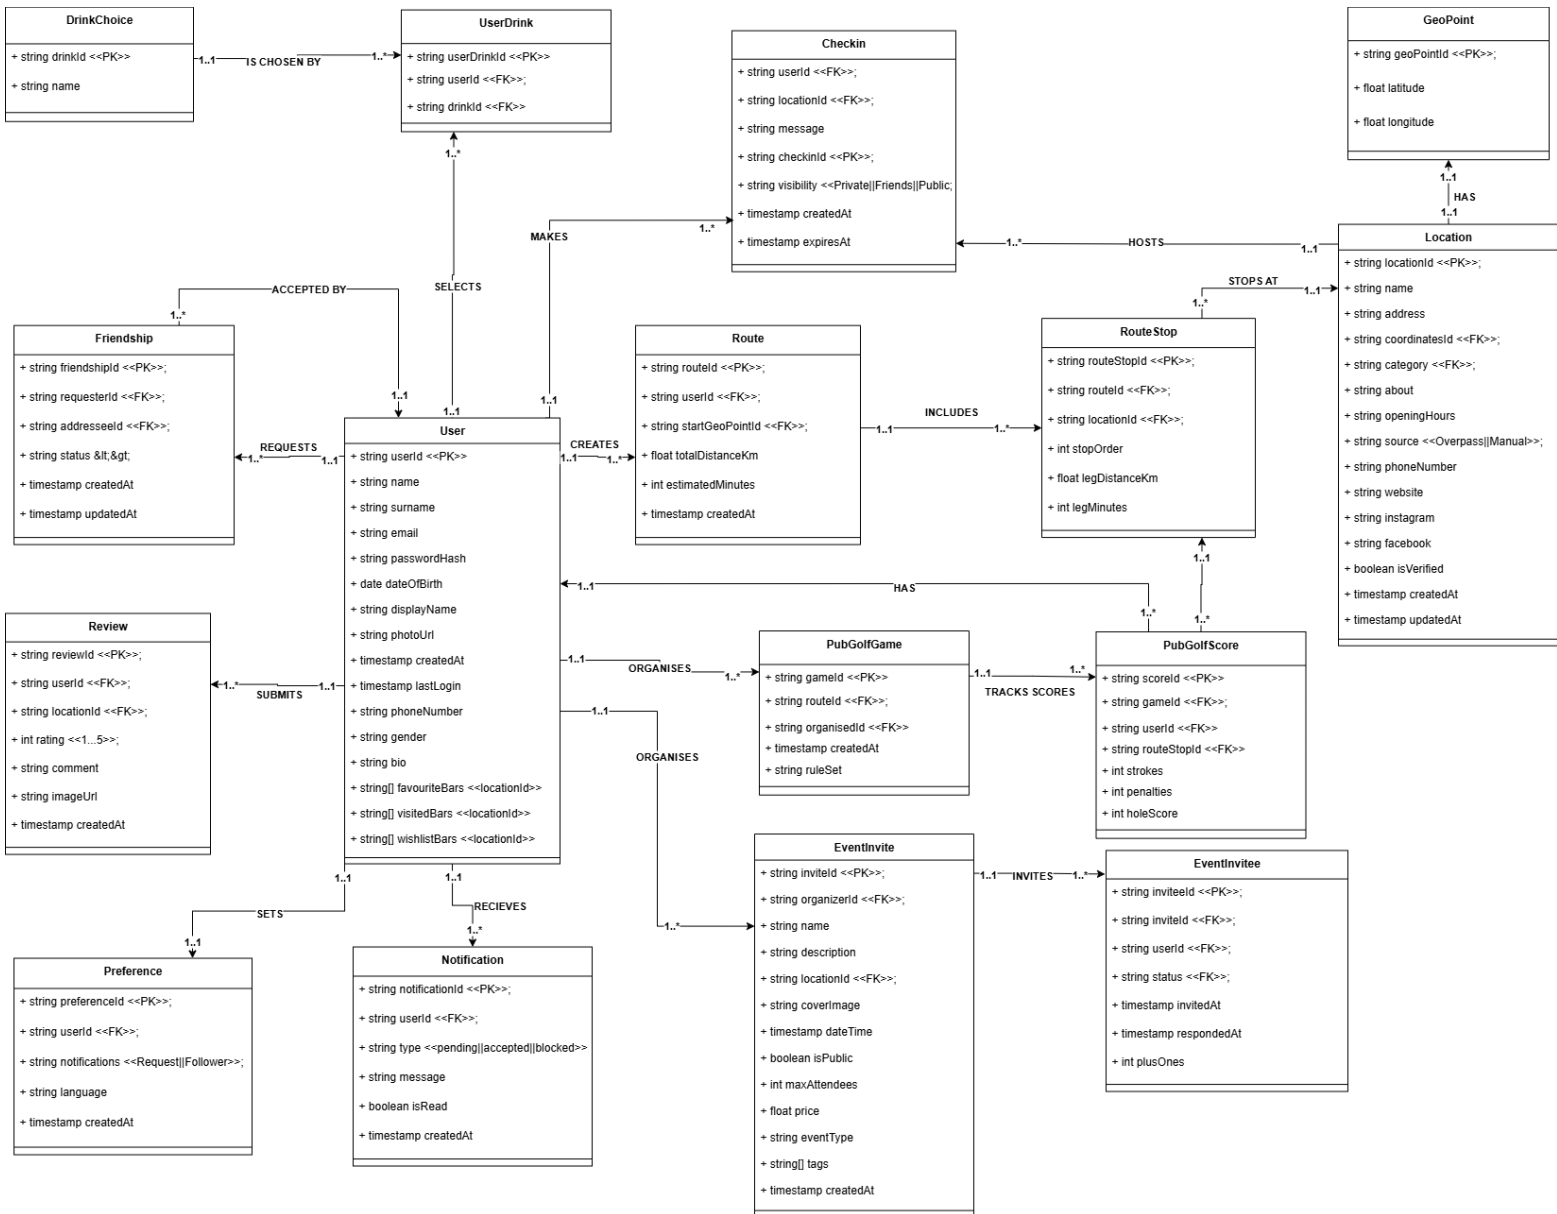 DrinkChoice
+ string drinkId <<PK>>
+ string name
1..1
IS CHOSEN BY
1..*
UserDrink
+ string userDrinkId <<PK>>
+ string userId <<FK>>;
+ string drinkId <<FK>>
1..*
SELECTS
1..1
Checkin
+ string userId <<FK>>;
+ string locationId <<FK>>;
+ string message
+ string checkinId <<PK>>;
+ string visibility <<Private||Friends||Public;
+ timestamp createdAt
+ timestamp expiresAt
MAKES
1..*
1..1
GeoPoint
+ string geoPointId <<PK>>;
+ float latitude
+ float longitude
1..1
HAS
1..1
1..*
HOSTS
1..1
Location
+ string locationId <<PK>>;
+ string name
+ string address
+ string coordinatesId <<FK>>;
+ string category <<FK>>;
+ string about
+ string openingHours
+ string source <<Overpass||Manual>>;
+ string phoneNumber
+ string website
+ string instagram
+ string facebook
+ boolean isVerified
+ timestamp createdAt
+ timestamp updatedAt
STOPS AT
1..*
1..1
ACCEPTED BY
1..*
1..1
Friendship
+ string friendshipId <<PK>>;
+ string requesterId <<FK>>;
+ string addresseeId <<FK>>;
+ string status &lt;&gt;
+ timestamp createdAt
+ timestamp updatedAt
REQUESTS
1..*
1..1
Route
+ string routeId <<PK>>;
+ string userId <<FK>>;
+ string startGeoPointId <<FK>>;
+ float totalDistanceKm
+ int estimatedMinutes
+ timestamp createdAt
CREATES
1..1
1..*
INCLUDES
1..1
1..*
RouteStop
+ string routeStopId <<PK>>;
+ string routeId <<FK>>;
+ string locationId <<FK>>;
+ int stopOrder
+ float legDistanceKm
+ int legMinutes
1..1
1..*
User
+ string userId <<PK>>
+ string name
+ string surname
+ string email
+ string passwordHash
+ date dateOfBirth
+ string displayName
+ string photoUrl
+ timestamp createdAt
+ timestamp lastLogin
+ string phoneNumber
+ string gender
+ string bio
+ string[] favouriteBars <<locationId>>
+ string[] visitedBars <<locationId>>
+ string[] wishlistBars <<locationId>>
1..1
HAS
1..*
Review
+ string reviewId <<PK>>;
+ string userId <<FK>>;
+ string locationId <<FK>>;
+ int rating <<1...5>>;
+ string comment
+ string imageUrl
+ timestamp createdAt
1..*
SUBMITS
1..1
1..1
ORGANISES
1..*
PubGolfGame
+ string gameId <<PK>>
+ string routeId <<FK>>;
+ string organisedId <<FK>>
+ timestamp createdAt
+ string ruleSet
1..1
TRACKS SCORES
1..*
PubGolfScore
+ string scoreId <<PK>>
+ string gameId <<FK>>;
+ string userId <<FK>>
+ string routeStopId <<FK>>
+ int strokes
+ int penalties
+ int holeScore
1..1
ORGANISES
1..*
EventInvite
+ string inviteId <<PK>>;
+ string organizerId <<FK>>;
+ string name
+ string description
+ string locationId <<FK>>;
+ string coverImage
+ timestamp dateTime
+ boolean isPublic
+ int maxAttendees
+ float price
+ string eventType
+ string[] tags
+ timestamp createdAt
1..1
INVITES
1..*
EventInvitee
+ string inviteeId <<PK>>;
+ string inviteId <<FK>>;
+ string userId <<FK>>;
+ string status <<FK>>;
+ timestamp invitedAt
+ timestamp respondedAt
+ int plusOnes
1..1
SETS
1..1
Preference
+ string preferenceId <<PK>>;
+ string userId <<FK>>;
+ string notifications <<Request||Follower>>;
+ string language
+ timestamp createdAt
1..1
RECIEVES
1..*
Notification
+ string notificationId <<PK>>;
+ string userId <<FK>>;
+ string type <<pending||accepted||blocked>>
+ string message
+ boolean isRead
+ timestamp createdAt